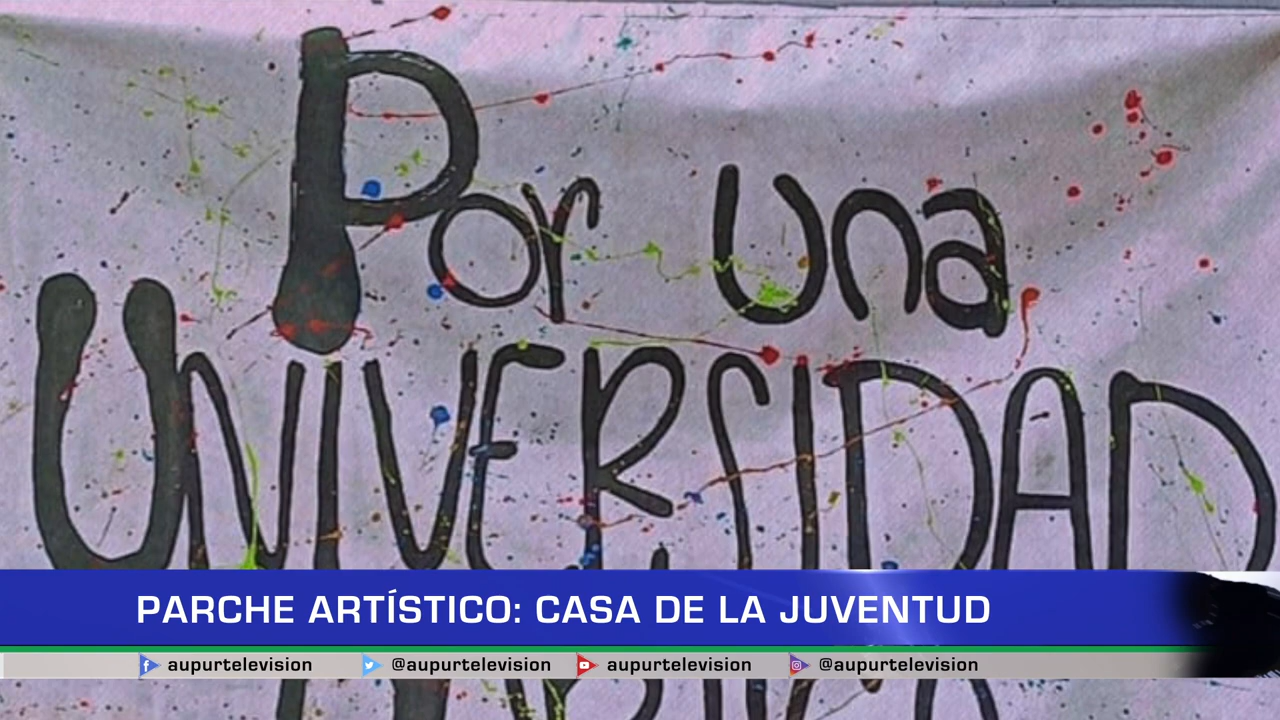 Por una
UNIVERSIDAD
PARCHE ARTÍSTICO: CASA DE LA JUVENTUD
aupurtelevision @aupurtelevision aupurtelevision @aupurtelevision